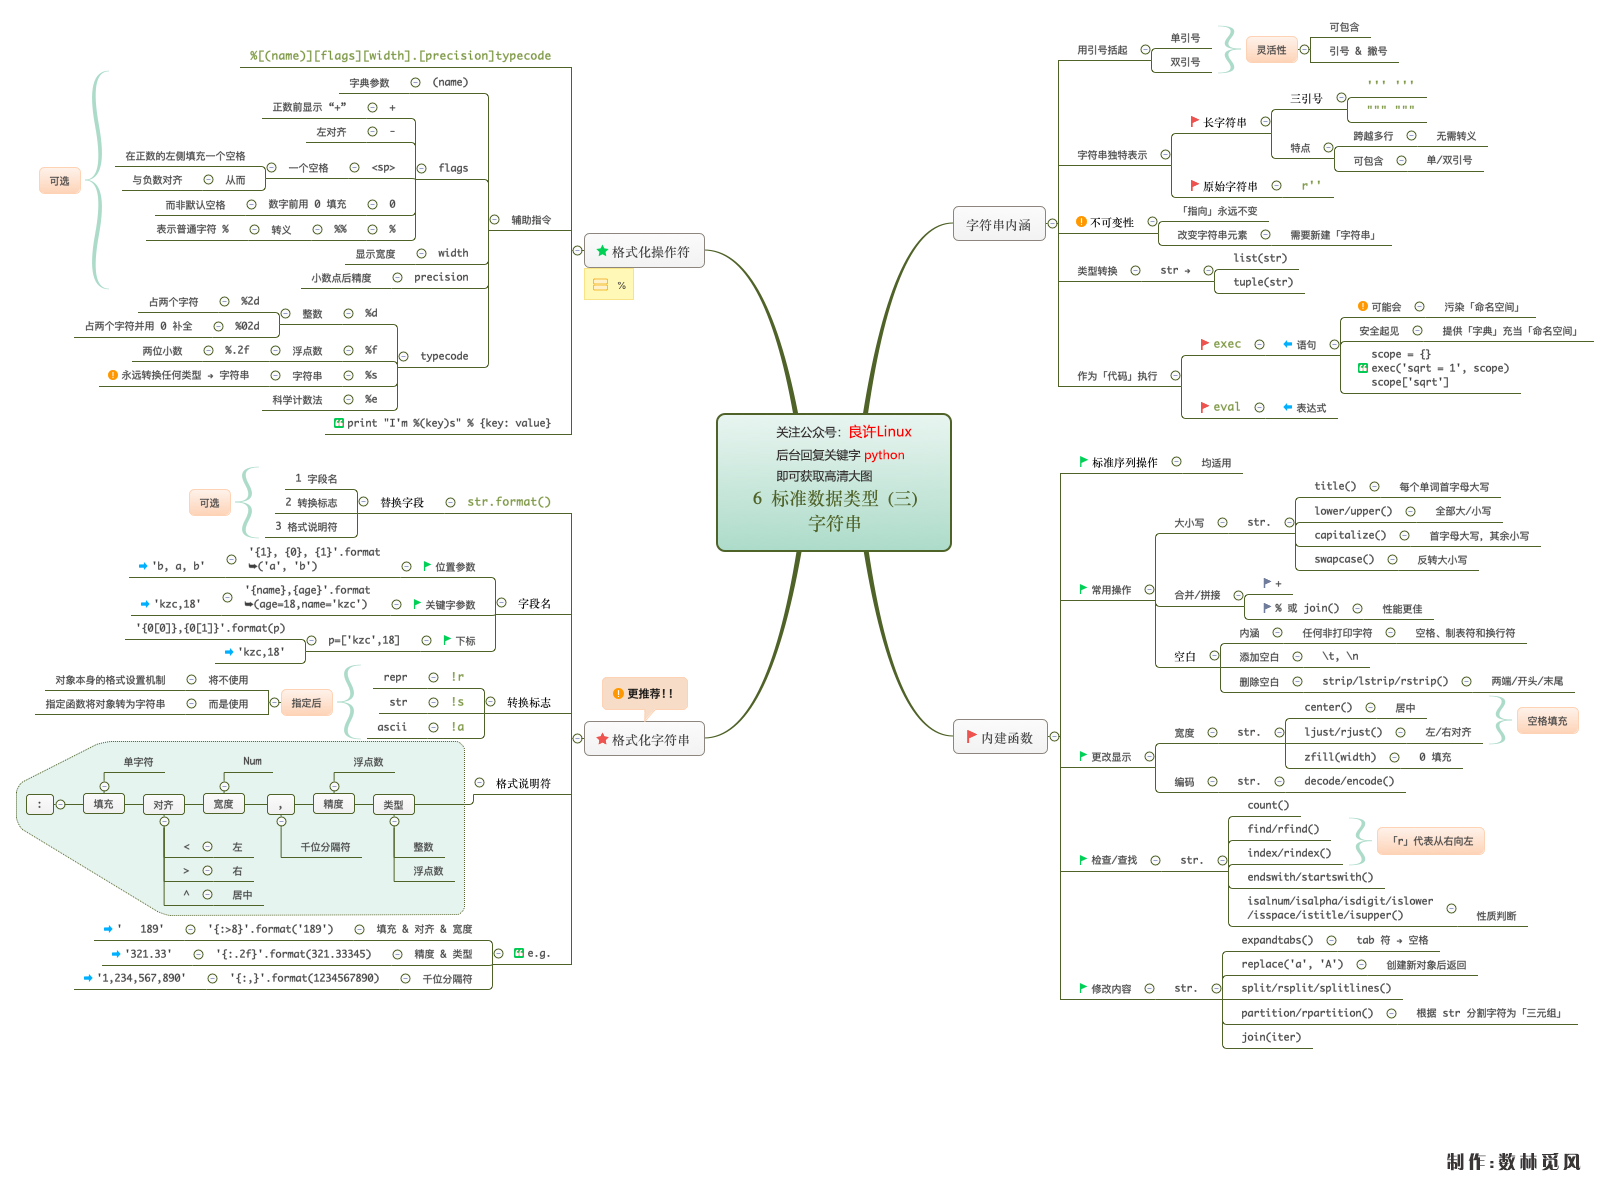 关注公众号：良许Linux
后台回复关键字 python
即可获取高清大图
6 标准数据类型 (三)
字符串
%[(name)][flags][width].[precision]typecode
字典参数 (name)
正数前显示 “+” +
左对齐 -
在正数的左侧填充一个空格
与负数对齐 从而
一个空格 <sp>
flags
而非默认空格 数字前用 0 填充 0
表示普通字符 % 转义 %% %
可选
辅助指令
显示宽度 width
小数点后精度 precision
格式化操作符
%
占两个字符 %2d
占两个字符并用 0 补全 %02d
整数 %d
两位小数 %.2f 浮点数 %f
typecode
永远转换任何类型 → 字符串 字符串 %s
科学计数法 %e
print "I'm %(key)s" % {key: value}
可选
1 字段名
2 转换标志
3 格式说明符
替换字段 str.format()
'b, a, b'
'{1}, {0}, {1}'.format
➥('a', 'b')
位置参数
'kzc,18'
'{name},{age}'.format
➥(age=18,name='kzc')
关键字参数
字段名
'{0[0]},{0[1]}'.format(p)
'kzc,18'
p=['kzc',18] 下标
对象本身的格式设置机制 将不使用
指定函数将对象转为字符串 而是使用
指定后
repr !r
str !s
ascii !a
转换标志
更推荐!!
格式化字符串
格式说明符
单字符 Num 浮点数
: 填充 对齐 宽度 , 精度 类型
< 左
> 右
^ 居中
千位分隔符
整数
浮点数
'   189' '{:>8}'.format('189') 填充 & 对齐 & 宽度
'321.33' '{:.2f}'.format(321.33345) 精度 & 类型
'1,234,567,890' '{:,}'.format(1234567890) 千位分隔符
e.g.
字符串内涵
用引号括起
单引号
双引号
灵活性
可包含
引号 & 撇号
字符串独特表示
长字符串
三引号
''' '''
""" """
特点
跨越多行 无需转义
可包含 单/双引号
原始字符串 r''
不可变性
「指向」永远不变
改变字符串元素 需要新建「字符串」
类型转换 str →
list(str)
tuple(str)
作为「代码」执行
exec 语句
可能会 污染「命名空间」
安全起见 提供「字典」充当「命名空间」
scope = {}
exec('sqrt = 1', scope)
scope['sqrt']
eval 表达式
内建函数
标准序列操作 均适用
常用操作
大小写 str.
title() 每个单词首字母大写
lower/upper() 全部大/小写
capitalize() 首字母大写，其余小写
swapcase() 反转大小写
合并/拼接
+
% 或 join() 性能更佳
空白
内涵 任何非打印字符 空格、制表符和换行符
添加空白 \t, \n
删除空白 strip/lstrip/rstrip() 两端/开头/末尾
更改显示
宽度 str.
center() 居中
ljust/rjust() 左/右对齐
zfill(width) 0 填充
空格填充
编码 str. decode/encode()
检查/查找 str.
count()
find/rfind()
index/rindex()
「r」代表从右向左
endswith/startswith()
isalnum/isalpha/isdigit/islower
/isspace/istitle/isupper() 性质判断
修改内容 str.
expandtabs() tab 符 → 空格
replace('a', 'A') 创建新对象后返回
split/rsplit/splitlines()
partition/rpartition() 根据 str 分割字符为「三元组」
join(iter)
制作:数林觅风